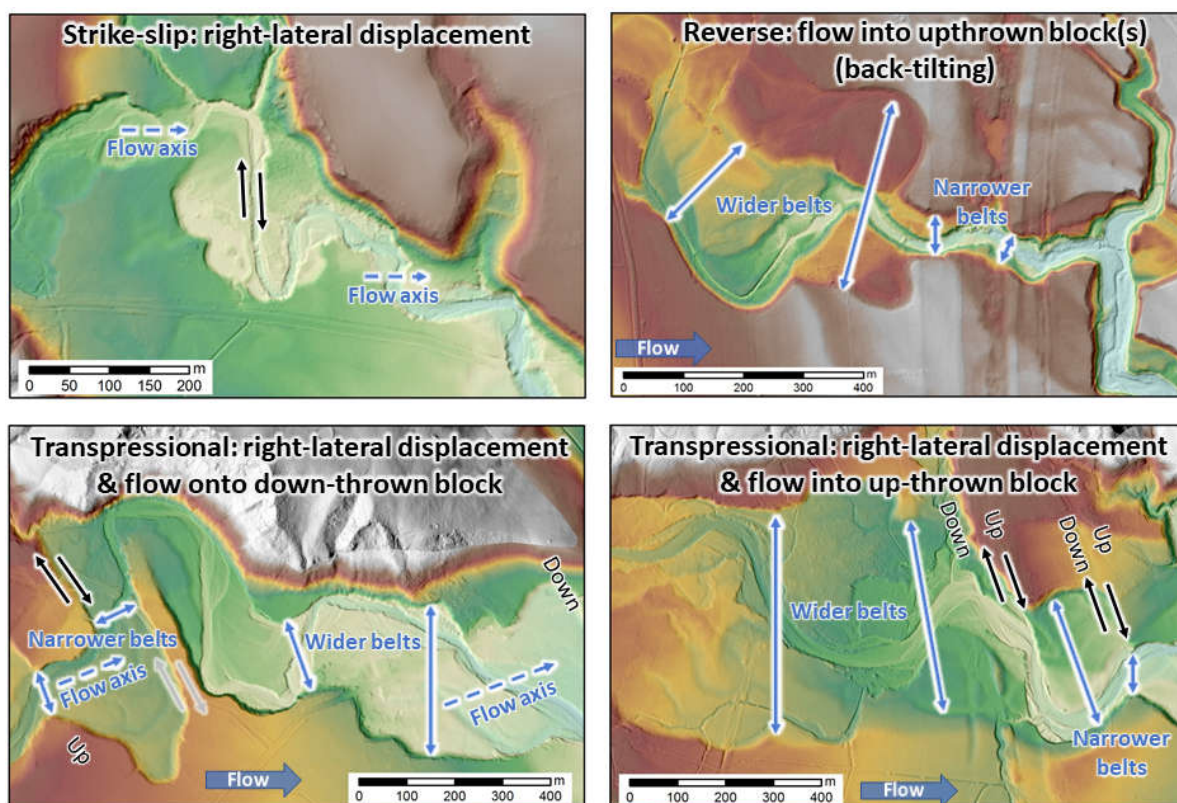 Strike-slip: right-lateral displacement
Flow axis
Flow axis
0 50 100 150 200 m
Reverse: flow into upthrown block(s)
(back-tilting)
Wider belts
Narrower
belts
Flow
0 100 200 300 400 m
Transpressional: right-lateral displacement
& flow onto down-thrown block
Down
Narrower belts
Wider belts
Flow axis
Flow axis
Up
Flow
0 100 200 300 400 m
Transpressional: right-lateral displacement
& flow into up-thrown block
Down
Up
Down
Up
Wider belts
Narrower
belts
Flow
0 100 200 300 400 m